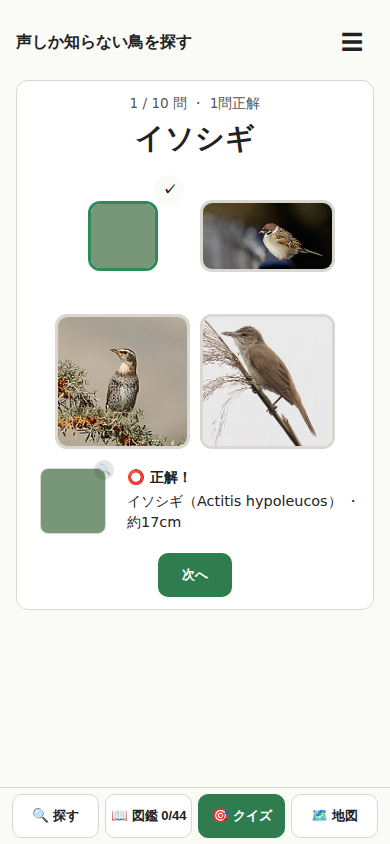 声しか知らない鳥を探す
1 / 10 問 ・ 1問正解
イソシギ
✓
⭕ 正解！
イソシギ（Actitis hypoleucos） ・
約17cm
次へ
🔍 探す
📖 図鑑 0/44
🎯 クイズ
🗺️ 地図